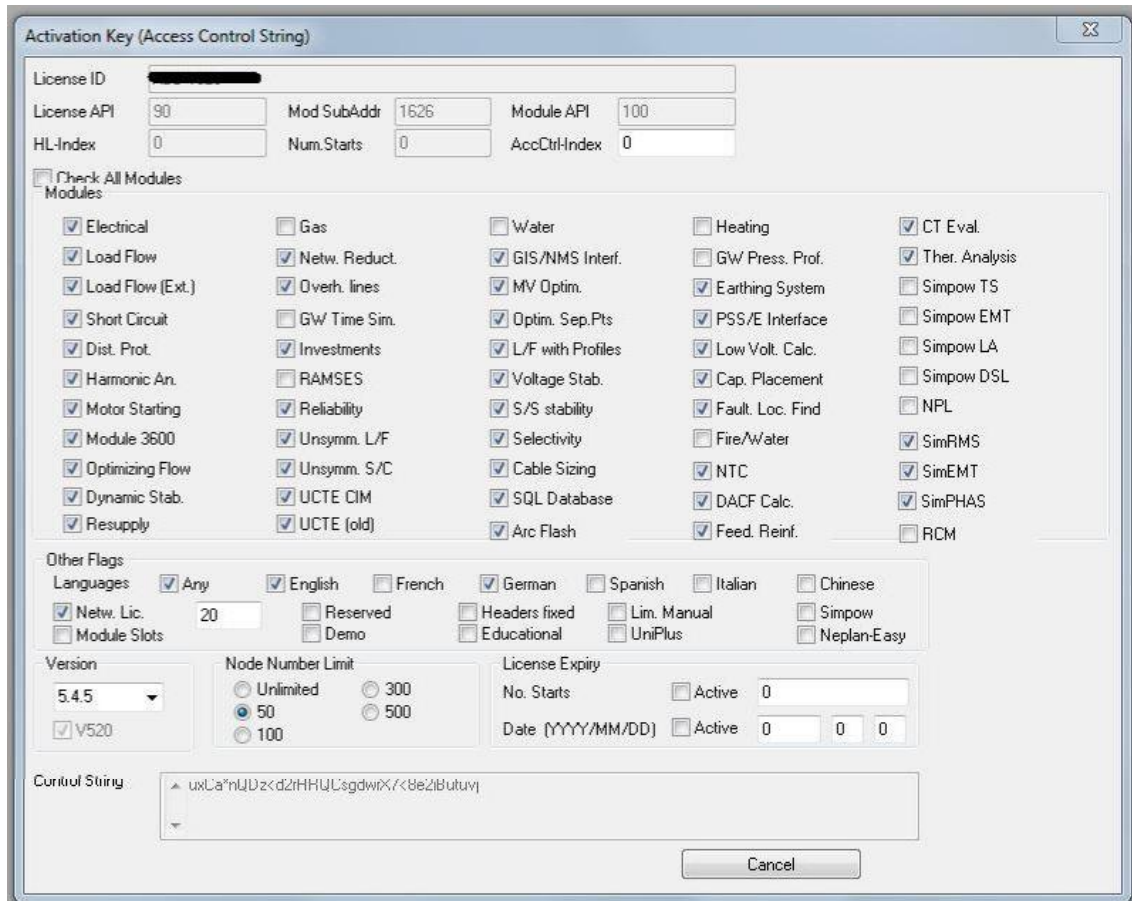 Activation Key (Access Control String)
License ID
License API 90 Mod SubAddr 1626 Module API 100
HL-Index 0 Num.Starts 0 AccCtrl-Index 0
Check All Modules
Modules
Electrical Gas Water Heating CT Eval.
Load Flow Netw. Reduct. GIS/NMS Interf. GW Press. Prof. Ther. Analysis
Load Flow (Ext.) Overh. lines MV Optim. Earthing System Simpow TS
Short Circuit GW Time Sim. Optim. Sep.Pts PSS/E Interface Simpow EMT
Dist. Prot. Investments L/F with Profiles Low Volt. Calc. Simpow LA
Harmonic An. RAMSES Voltage Stab. Cap. Placement Simpow DSL
Motor Starting Reliability S/S stability Fault. Loc. Find NPL
Module 3600 Unsymm. L/F Selectivity Fire/Water SimRMS
Optimizing Flow Unsymm. S/C Cable Sizing NTC SimEMT
Dynamic Stab. UCTE CIM SQL Database DACF Calc. SimPHAS
Resupply UCTE (old) Arc Flash Feed. Reinf. RCM
Other Flags
Languages Any English French German Spanish Italian Chinese
Netw. Lic. 20 Reserved Headers fixed Lim. Manual Simpow
Module Slots Demo Educational UniPlus Neplan-Easy
Version Node Number Limit License Expiry
5.4.5 Unlimited 300 No. Starts Active 0
50 500
V520 100 Date (YYYY/MM/DD) Active 0 0 0
Control String
Cancel